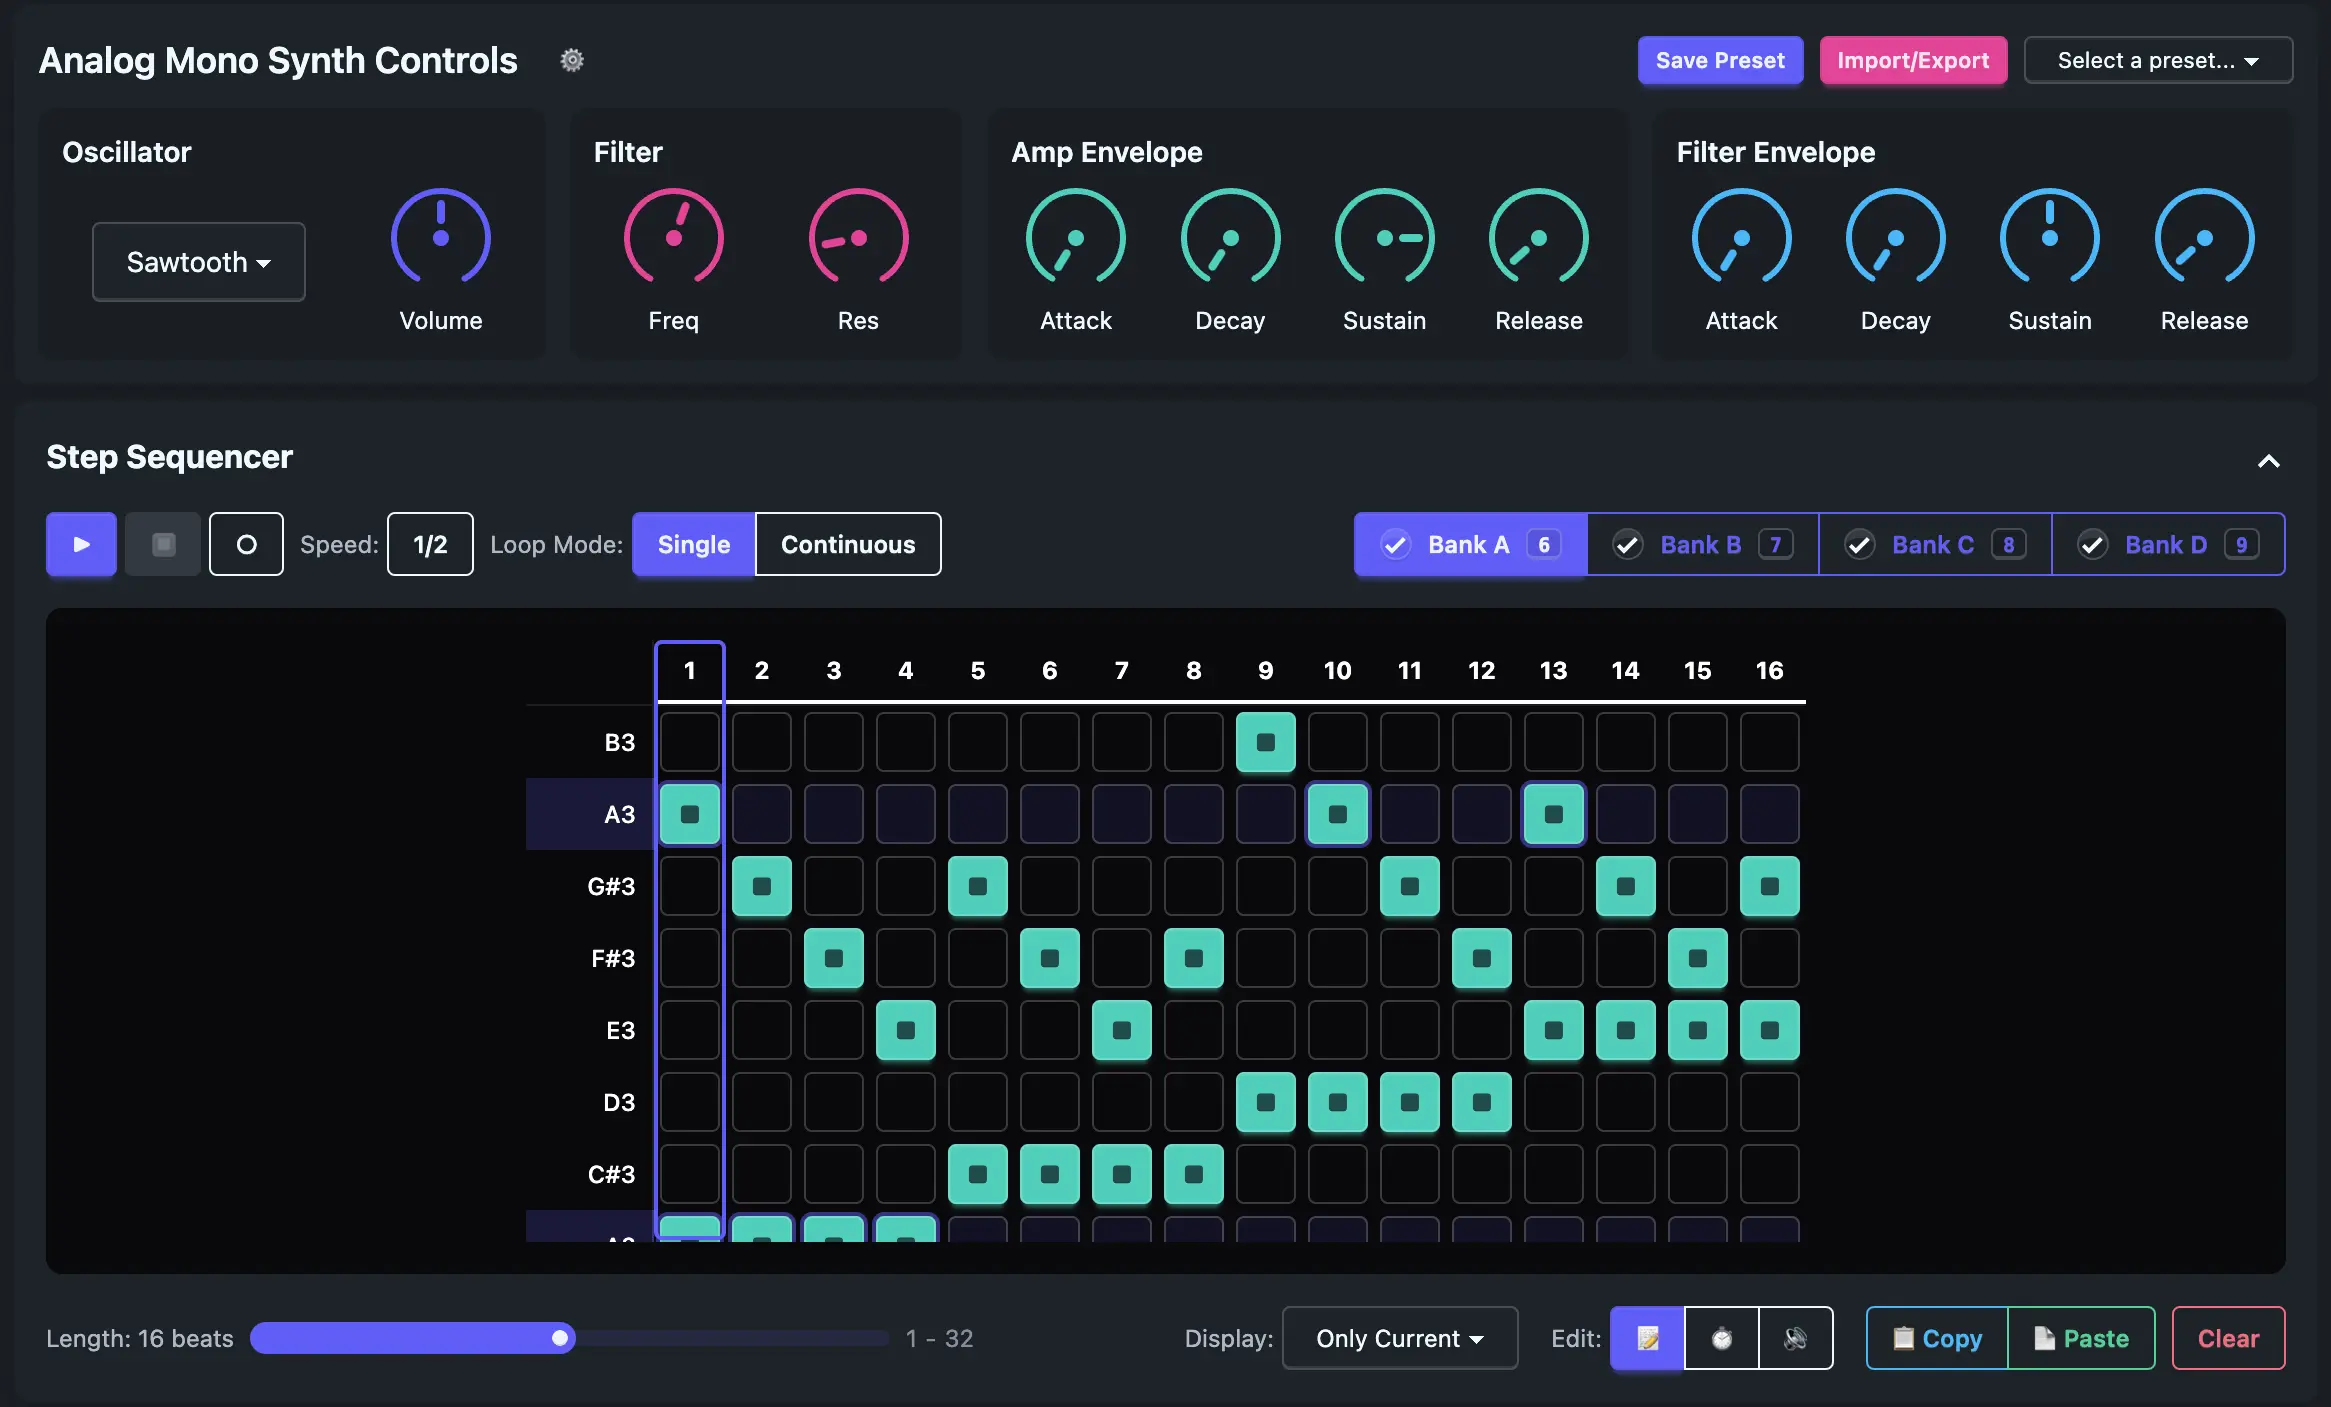 Analog Mono Synth Controls
Save Preset
Import/Export
Select a preset...
Oscillator
Sawtooth
Volume
Filter
Freq
Res
Amp Envelope
Attack
Decay
Sustain
Release
Filter Envelope
Attack
Decay
Sustain
Release
Step Sequencer
Speed: 1/2
Loop Mode: Single Continuous
Bank A 6
Bank B 7
Bank C 8
Bank D 9
1 2 3 4 5 6 7 8 9 10 11 12 13 14 15 16
B3
A3
G#3
F#3
E3
D3
C#3
Length: 16 beats
1 - 32
Display: Only Current
Edit:
Copy
Paste
Clear